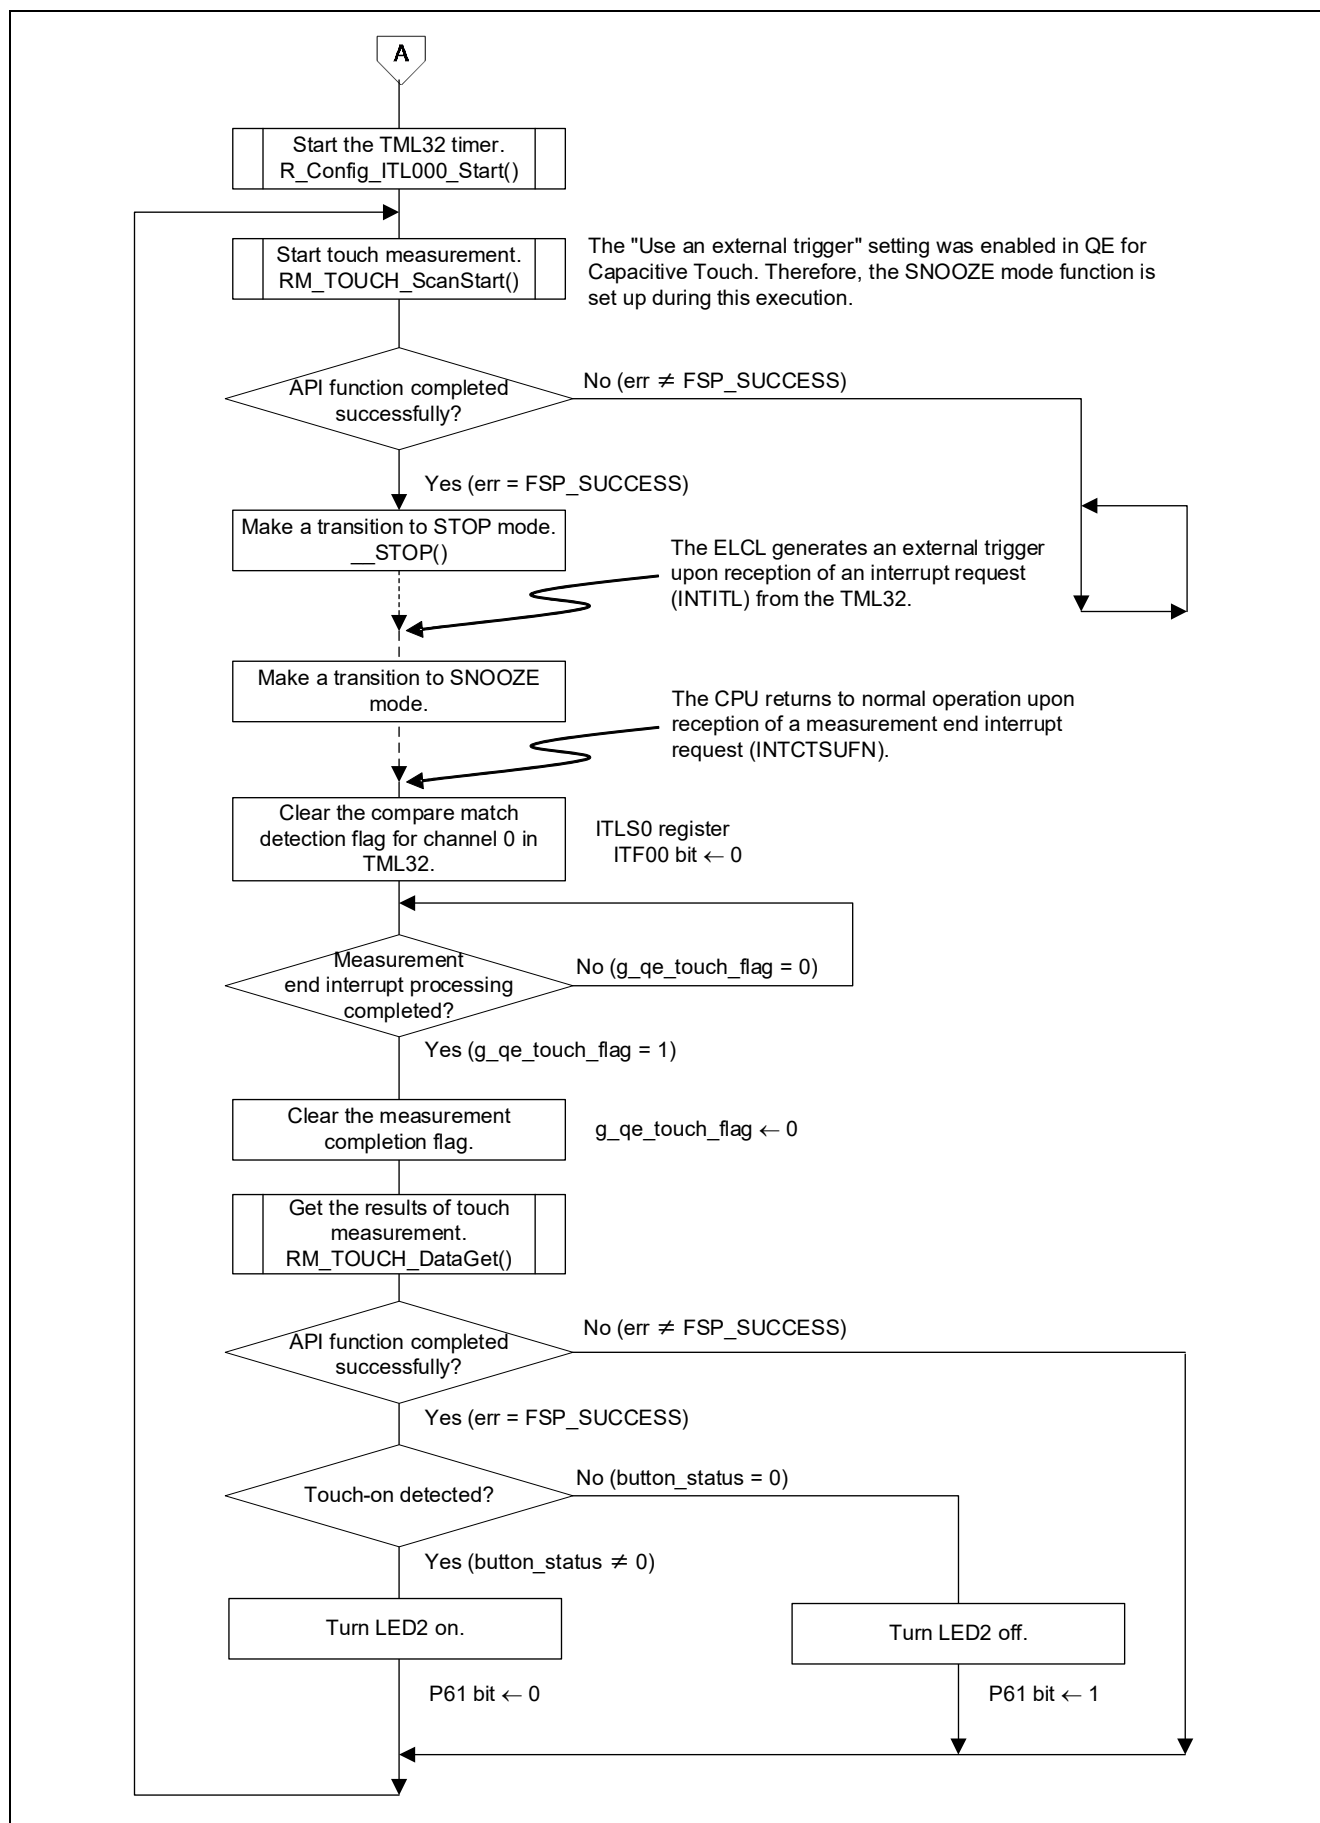 A
Start the TML32 timer.
R_Config_ITL000_Start()
Start touch measurement.
RM_TOUCH_ScanStart()
The "Use an external trigger" setting was enabled in QE for
Capacitive Touch. Therefore, the SNOOZE mode function is
set up during this execution.
API function completed
successfully?
No (err ≠ FSP_SUCCESS)
Yes (err = FSP_SUCCESS)
Make a transition to STOP mode.
__STOP()
The ELCL generates an external trigger
upon reception of an interrupt request
(INTITL) from the TML32.
Make a transition to SNOOZE
mode.
The CPU returns to normal operation upon
reception of a measurement end interrupt
request (INTCTSUFN).
Clear the compare match
detection flag for channel 0 in
TML32.
ITLS0 register
ITF00 bit ← 0
Measurement
end interrupt processing
completed?
No (g_qe_touch_flag = 0)
Yes (g_qe_touch_flag = 1)
Clear the measurement
completion flag.
g_qe_touch_flag ← 0
Get the results of touch
measurement.
RM_TOUCH_DataGet()
API function completed
successfully?
No (err ≠ FSP_SUCCESS)
Yes (err = FSP_SUCCESS)
Touch-on detected?
No (button_status = 0)
Yes (button_status ≠ 0)
Turn LED2 on.
Turn LED2 off.
P61 bit ← 0
P61 bit ← 1